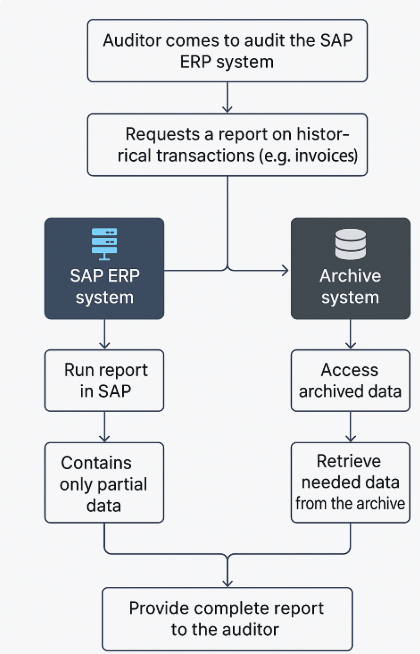 Auditor comes to audit the SAP
ERP system
Requests a report on histor-
rical transactions (e.g. invoices)
SAP ERP
system
Archive
system
Run report
in SAP
Access
archived data
Contains
only partial
data
Retrieve
needed data
from the archive
Provide complete report
to the auditor